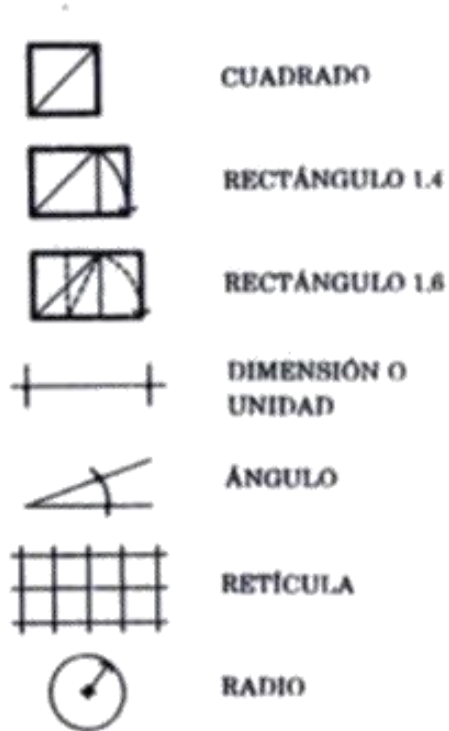 CUADRADO
RECTÁNGULO 1.4
RECTÁNGULO 1.6
DIMENSIÓN O
UNIDAD
ÁNGULO
RETÍCULA
RADIO